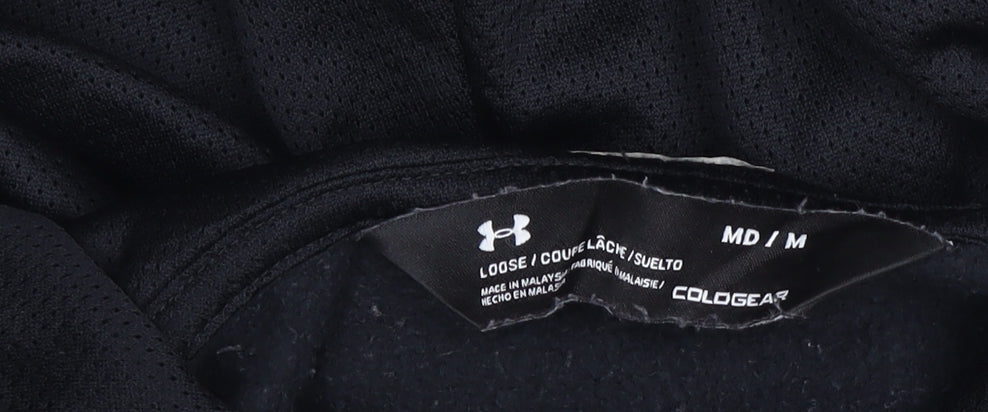 MD / M
LOOSE / COUPE LÂCHE / SUELTO
MADE IN MALAYSIA / FABRIQUÉ EN MALAISIE /
HECHO EN MALASIA
COLDGEAR